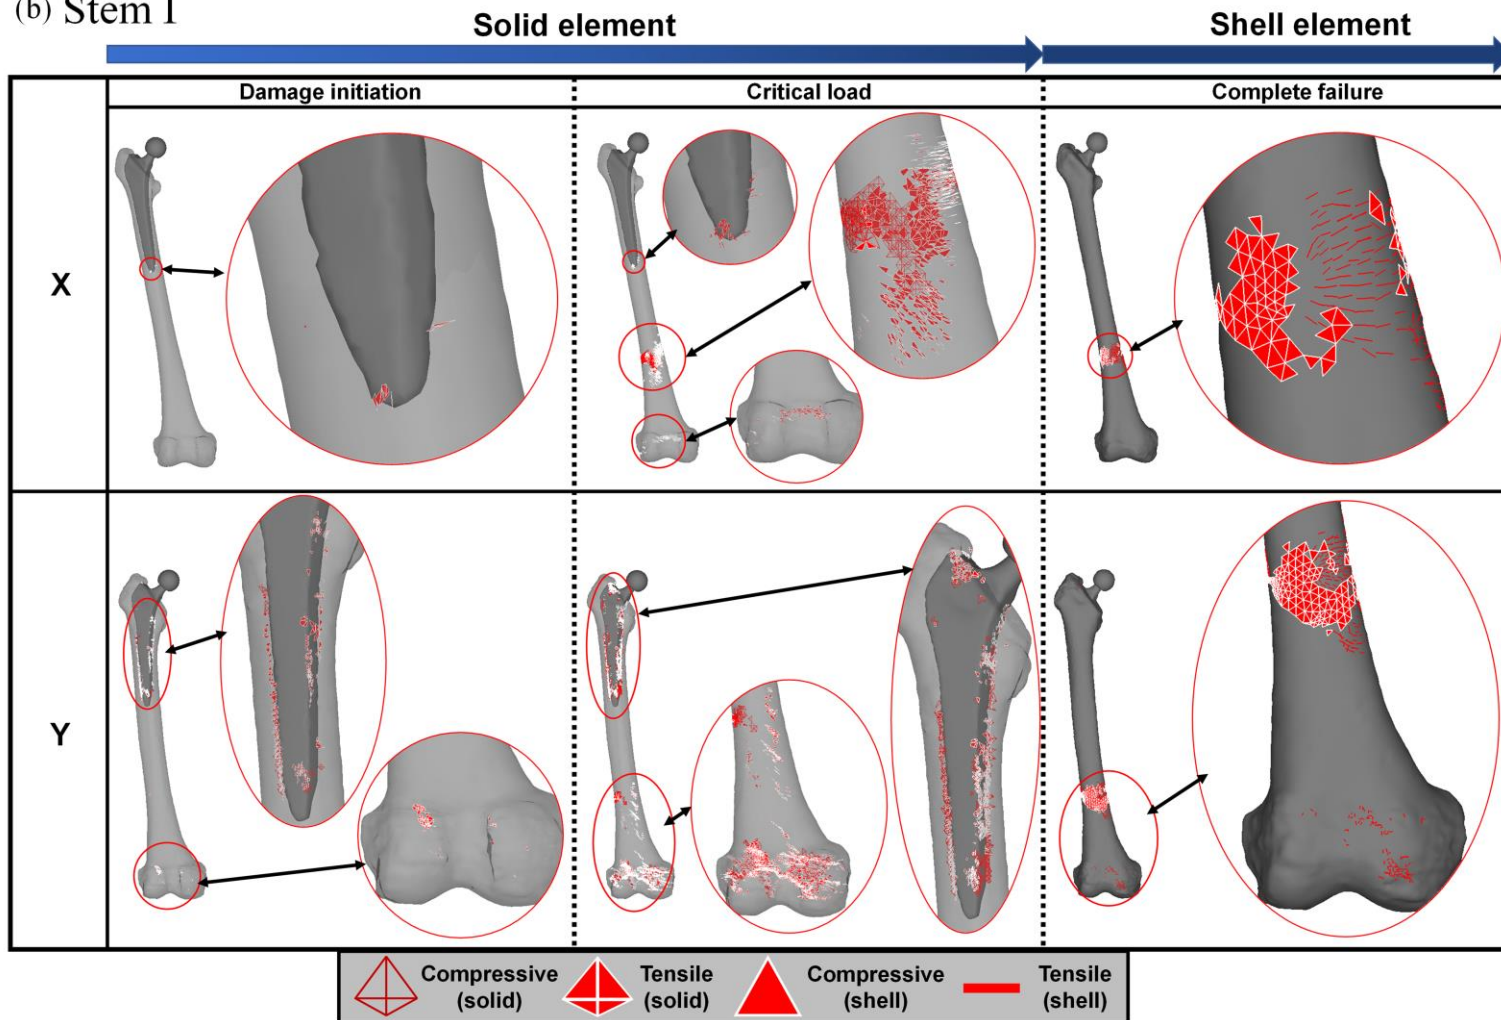 (b) Stem I
Solid element
Shell element
Damage initiation
Critical load
Complete failure
X
Y
Compressive
(solid)
Tensile
(solid)
Compressive
(shell)
Tensile
(shell)